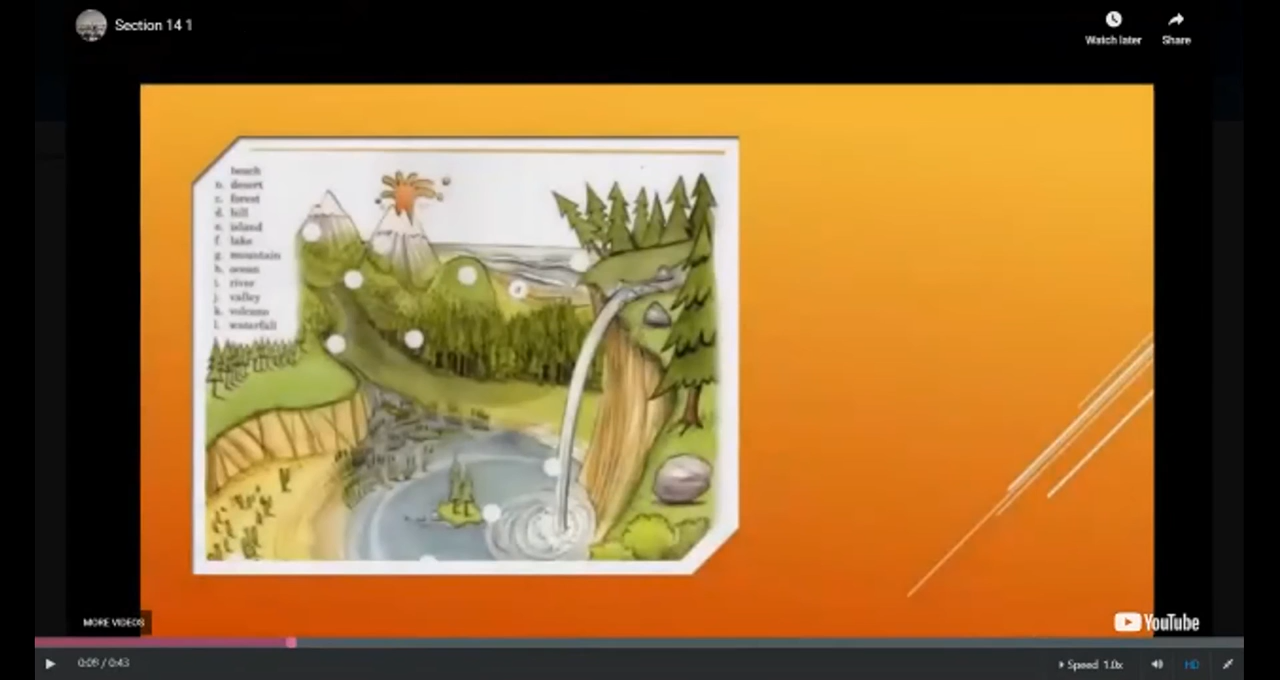 Section 14 1
Watch later
Share
beach
b. desert
c. forest
d. hill
e. island
f. lake
g. mountain
h. ocean
i. river
j. valley
k. volcano
l. waterfall
a
MORE VIDEOS
YouTube
0:09 / 0:43
Speed 1.0x
HD